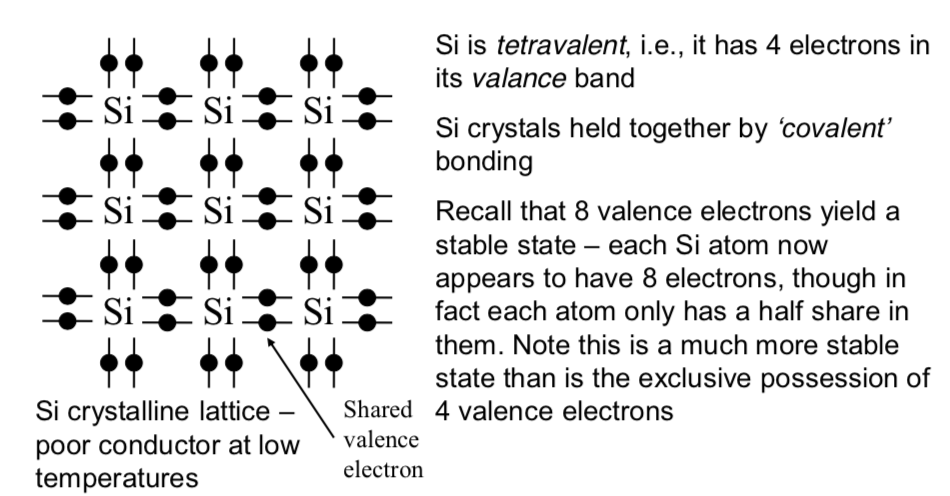 Si Si Si
Si Si Si
Si Si Si
Si crystalline lattice –
poor conductor at low
temperatures
Shared
valence
electron
Si is tetravalent, i.e., it has 4 electrons in
its valance band
Si crystals held together by ‘covalent’
bonding
Recall that 8 valence electrons yield a
stable state – each Si atom now
appears to have 8 electrons, though in
fact each atom only has a half share in
them. Note this is a much more stable
state than is the exclusive possession of
4 valence electrons